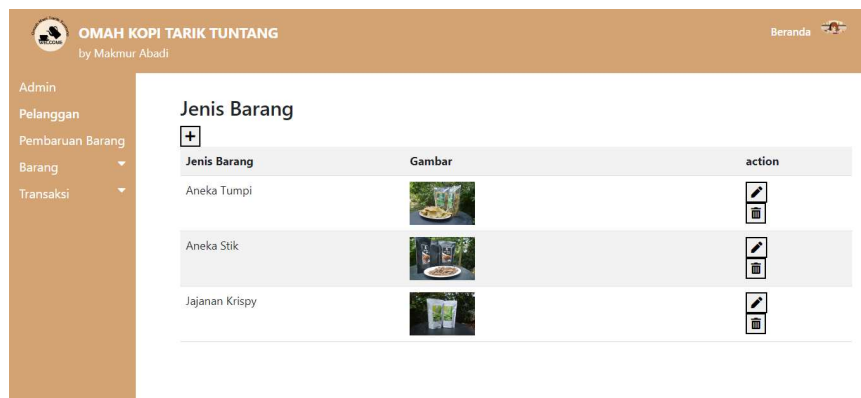 OMAH KOPI TARIK TUNTANG
by Makmur Abadi
Beranda
Admin
Pelanggan
Pembaruan Barang
Barang
Transaksi
Jenis Barang
Jenis Barang Gambar action
Aneka Tumpi
Aneka Stik
Jajanan Krispy